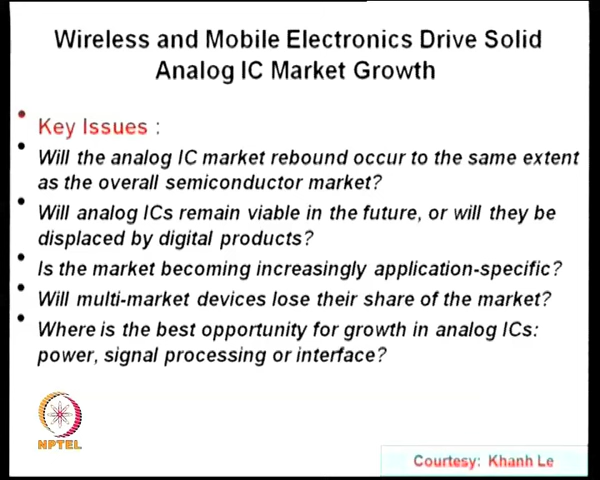 Wireless and Mobile Electronics Drive Solid
Analog IC Market Growth
• Key Issues :
• Will the analog IC market rebound occur to the same extent
as the overall semiconductor market?
• Will analog ICs remain viable in the future, or will they be
displaced by digital products?
• Is the market becoming increasingly application-specific?
• Will multi-market devices lose their share of the market?
• Where is the best opportunity for growth in analog ICs:
power, signal processing or interface?
NPTEL
Courtesy: Khanh Le